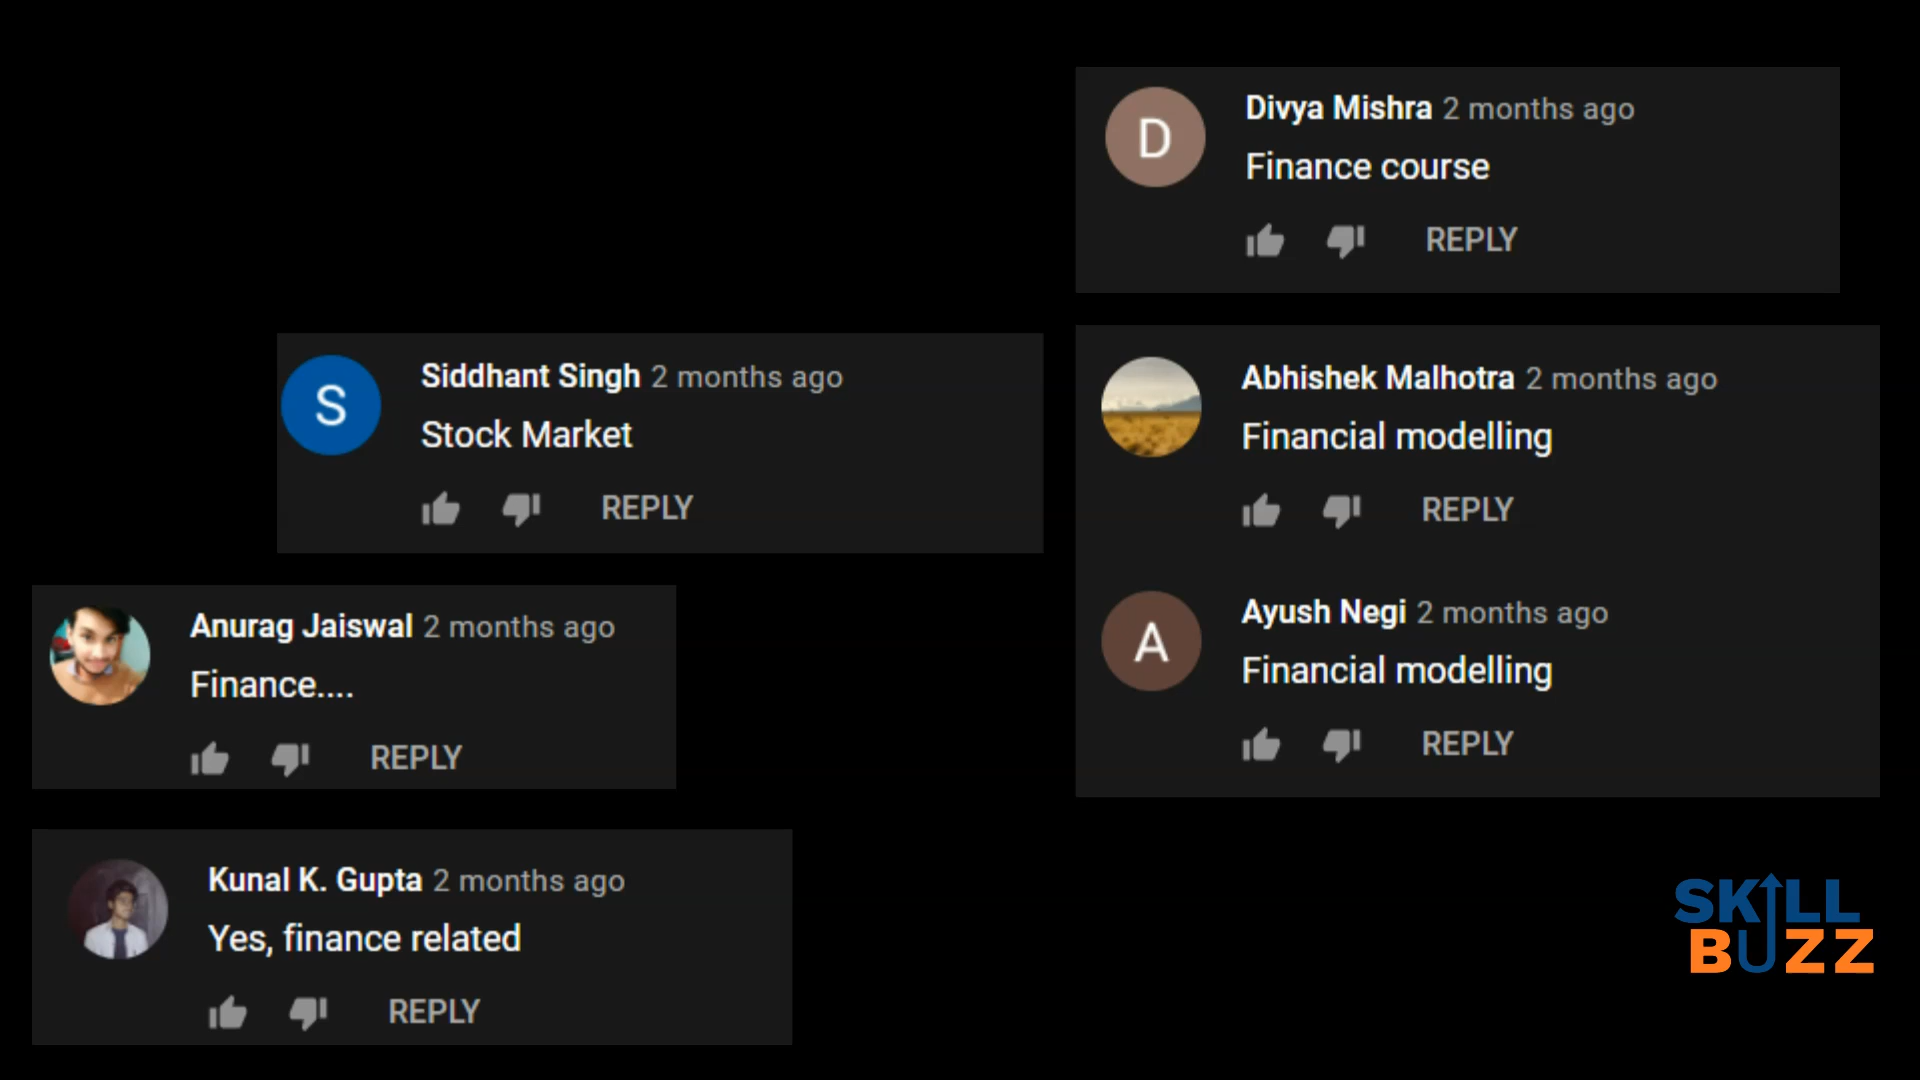 D
Divya Mishra 2 months ago
Finance course
REPLY
S
Siddhant Singh 2 months ago
Stock Market
REPLY
Abhishek Malhotra 2 months ago
Financial modelling
REPLY
Anurag Jaiswal 2 months ago
Finance....
REPLY
A
Ayush Negi 2 months ago
Financial modelling
REPLY
Kunal K. Gupta 2 months ago
Yes, finance related
REPLY
SKILL
BUZZ